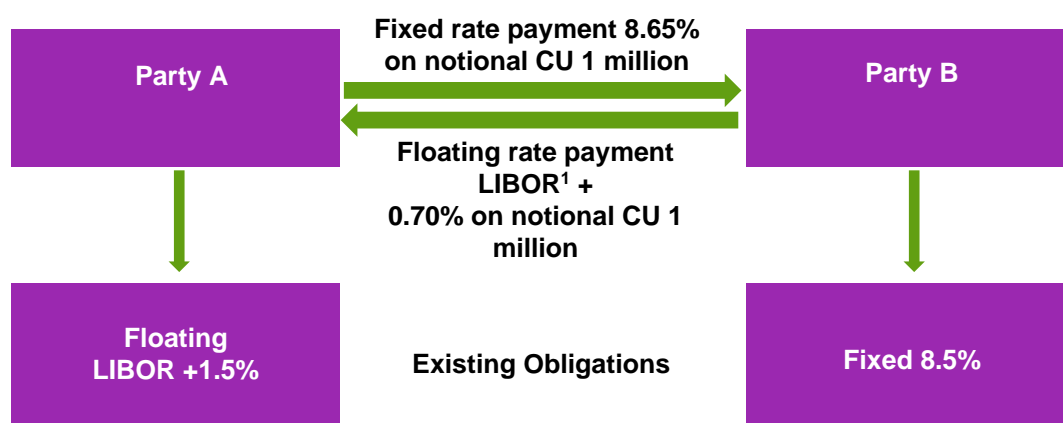 Fixed rate payment 8.65%
on notional CU 1 million
Party A
Party B
Floating rate payment
LIBOR¹ +
0.70% on notional CU 1
million
Floating
LIBOR +1.5%
Existing Obligations
Fixed 8.5%